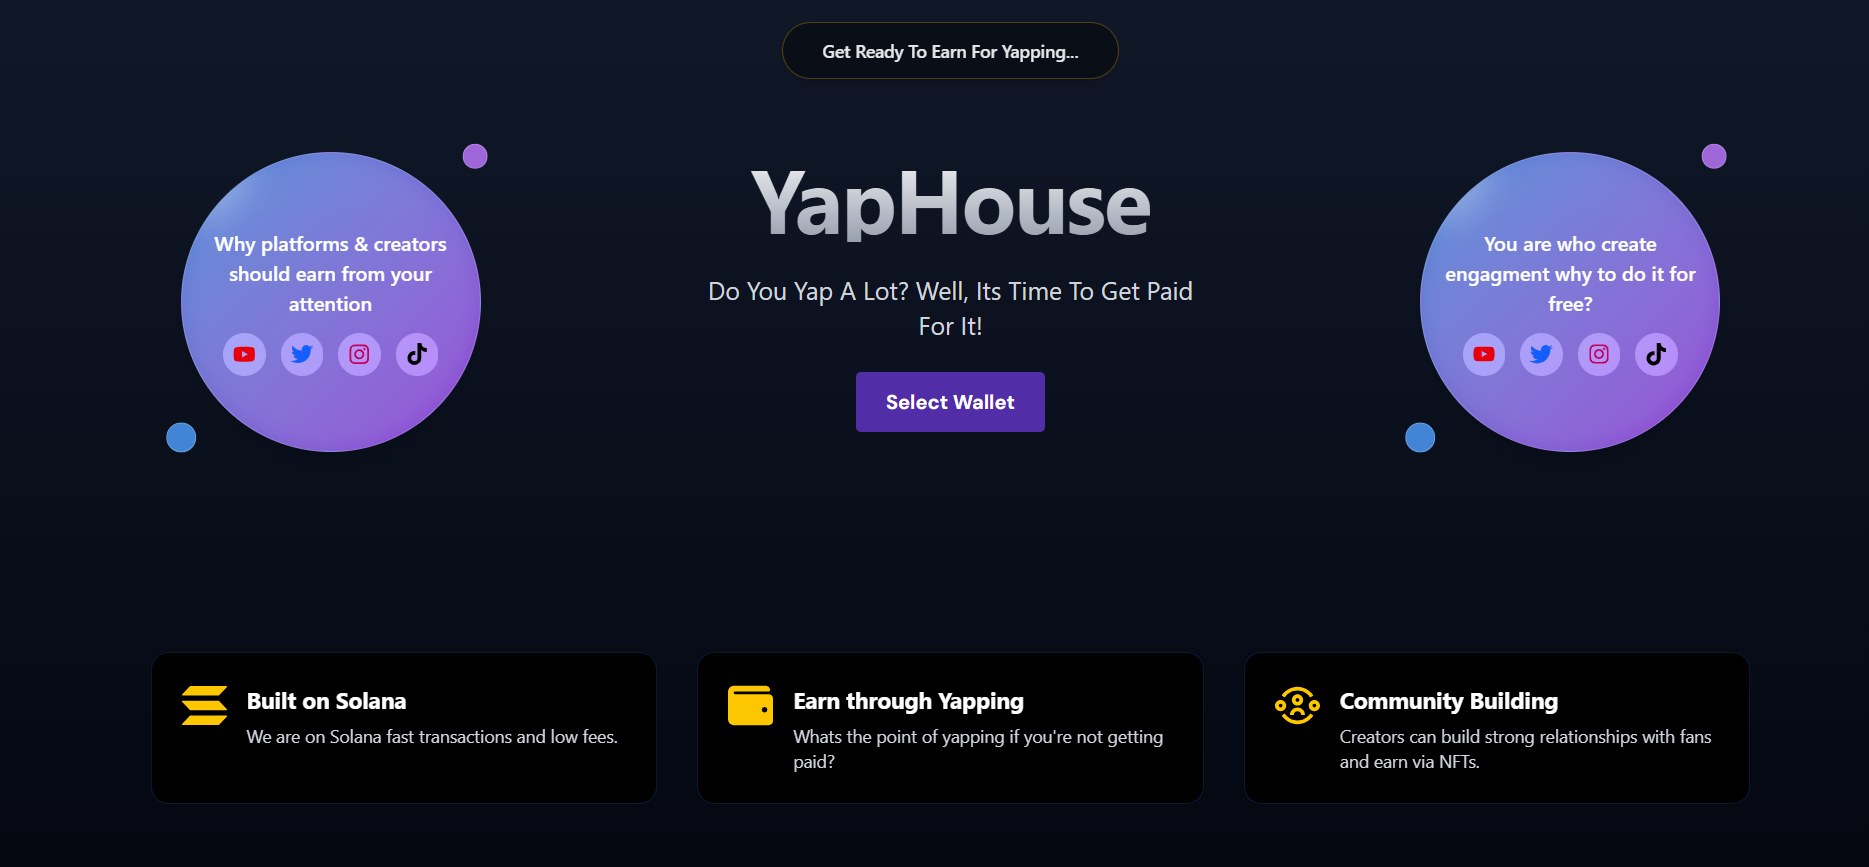 Get Ready To Earn For Yapping...
Why platforms & creators
should earn from your
attention
YapHouse
Do You Yap A Lot? Well, Its Time To Get Paid
For It!
Select Wallet
You are who create
engagment why to do it for
free?
Built on Solana
We are on Solana fast transactions and low fees.
Earn through Yapping
Whats the point of yapping if you're not getting
paid?
Community Building
Creators can build strong relationships with fans
and earn via NFTs.